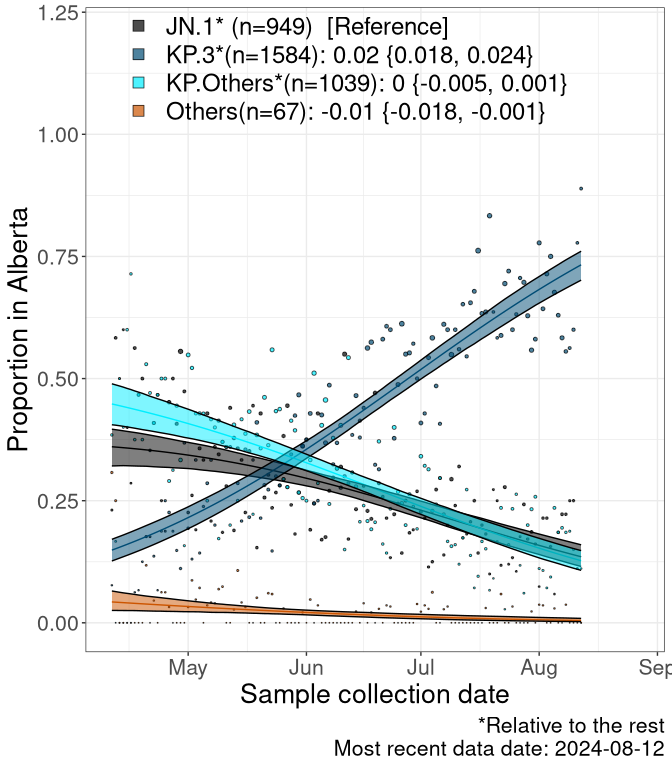 1.25
JN.1* (n=949) [Reference]
KP.3*(n=1584): 0.02 {0.018, 0.024}
KP.Others*(n=1039): 0 {-0.005, 0.001}
Others(n=67): -0.01 {-0.018, -0.001}
1.00
0.75
0.50
0.25
0.00
Proportion in Alberta
May Jun Jul Aug Sep
Sample collection date
*Relative to the rest
Most recent data date: 2024-08-12